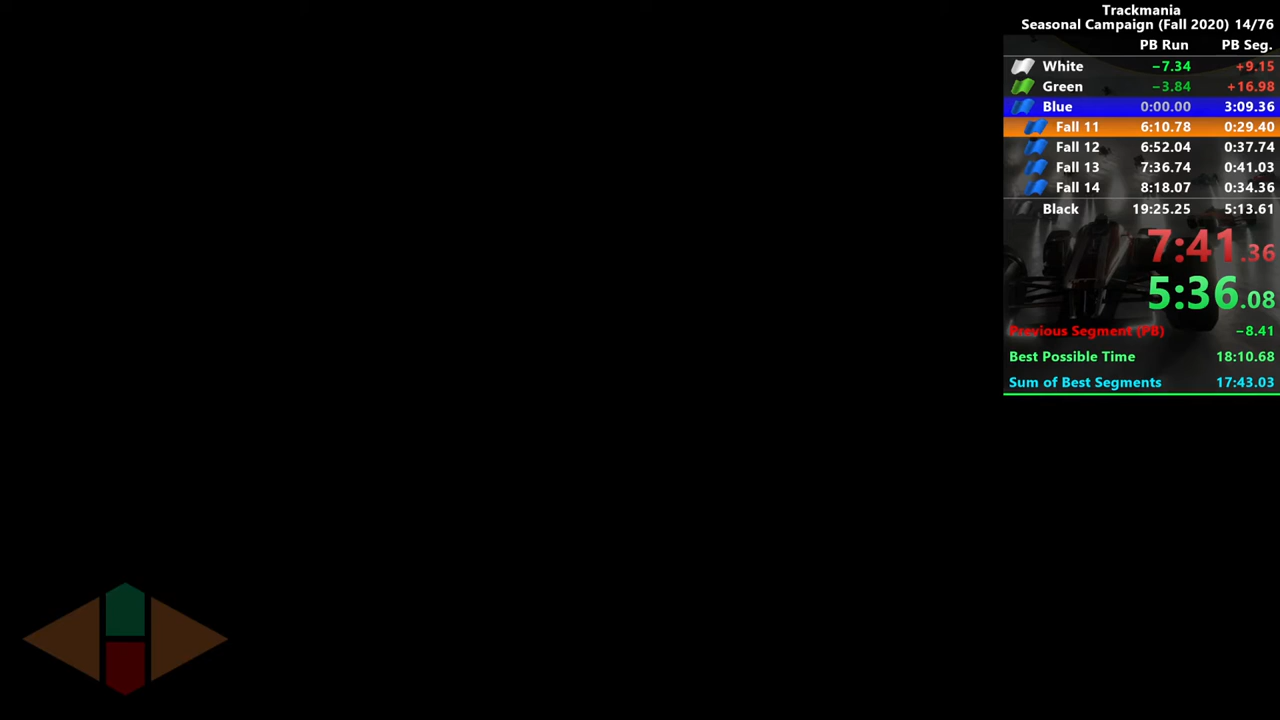 Trackmania
Seasonal Campaign (Fall 2020) 14/76
PB Run PB Seg.
White −7.34 +9.15
Green −3.84 +16.98
Blue 0:00.00 3:09.36
Fall 11 6:10.78 0:29.40
Fall 12 6:52.04 0:37.74
Fall 13 7:36.74 0:41.03
Fall 14 8:18.07 0:34.36
Black 19:25.25 5:13.61
7:41.36
5:36.08
Previous Segment (PB) −8.41
Best Possible Time 18:10.68
Sum of Best Segments 17:43.03